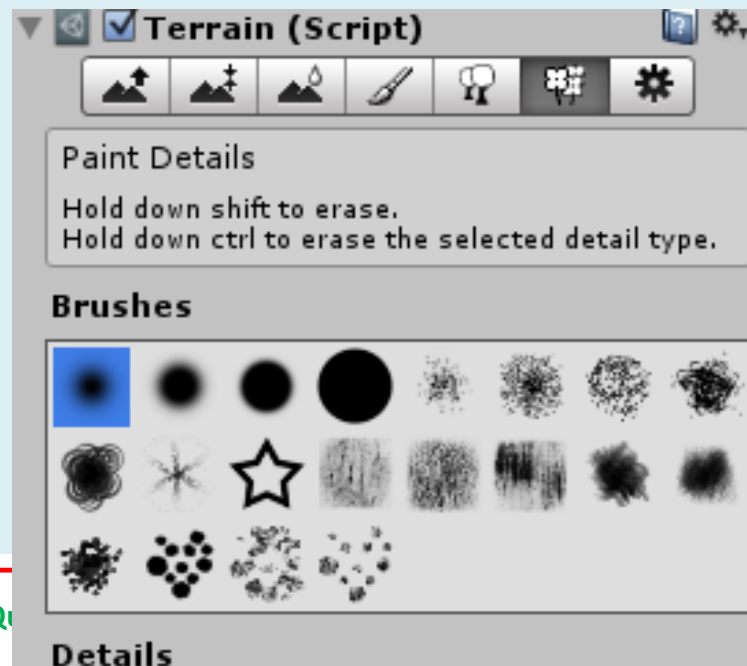 Terrain (Script)
Paint Details
Hold down shift to erase.
Hold down ctrl to erase the selected detail type.
Brushes
Details